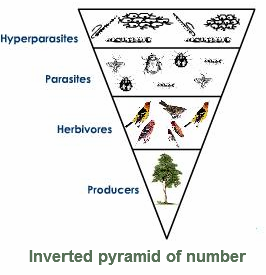 Hyperparasites
Parasites
Herbivores
Producers
Inverted pyramid of number